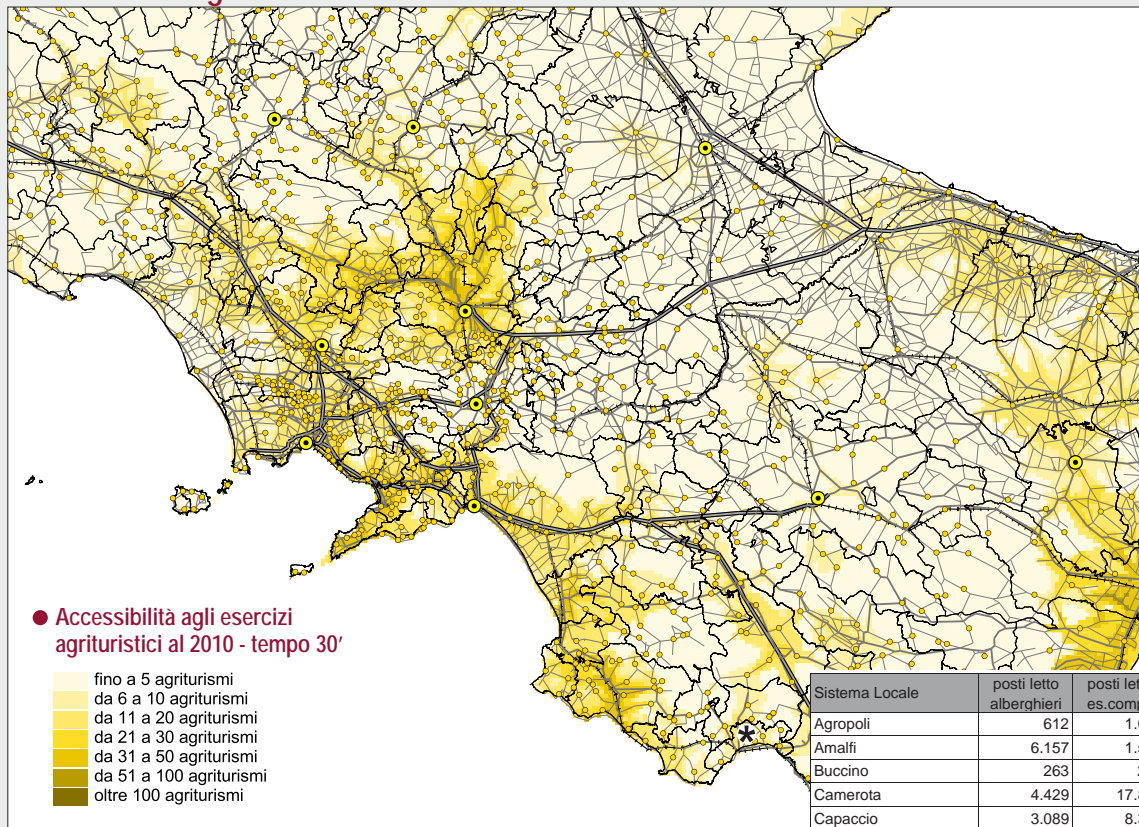 ● Accessibilità agli esercizi
agrituristici al 2010 - tempo 30'
fino a 5 agriturismi
da 6 a 10 agriturismi
da 11 a 20 agriturismi
da 21 a 30 agriturismi
da 31 a 50 agriturismi
da 51 a 100 agriturismi
oltre 100 agriturismi
*
Sistema Locale posti letto alberghieri
Agropoli 612
Amalfi 6.157
Buccino 263
Camerota 4.429
Capaccio 3.089